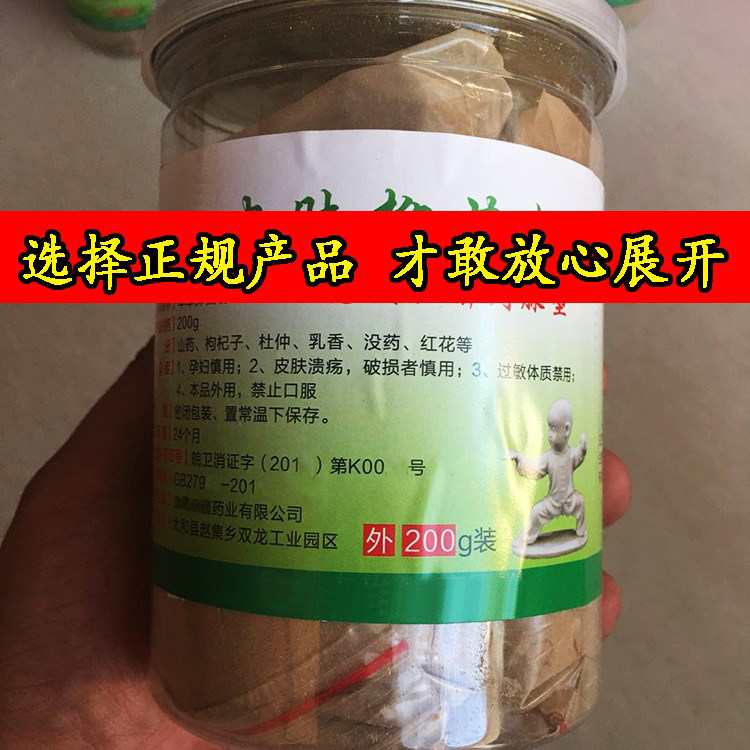 选择正规产品 才敢放心展开
200g
山药、枸杞子、杜仲、乳香、没药、红花等
1、孕妇慎用；2、皮肤溃疡，破损者慎用；3、过敏体质禁用；
4、本品外用，禁止口服
密闭包装、置常温下保存。
24个月
皖卫消证字（201 ）第K00 号
GB279 -201
药业有限公司
太和县赵集乡双龙工业园区
外 200g装